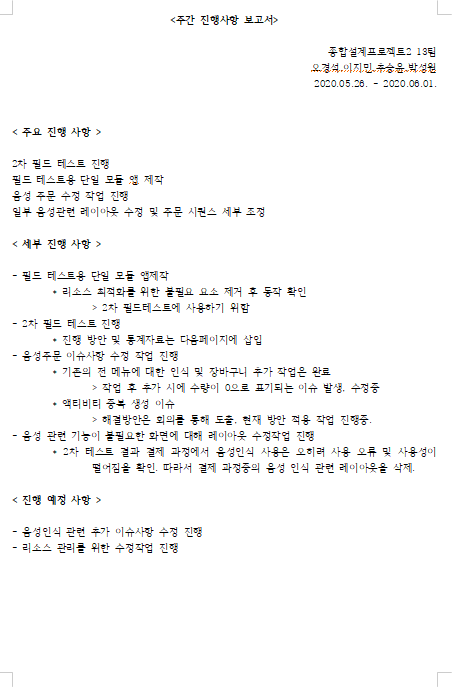 <주간 진행사항 보고서>
종합설계프로젝트2 13팀
오경석,이지민,추승윤,박성원
2020.05.26. - 2020.06.01.
< 주요 진행 사항 >
2차 필드 테스트 진행
필드 테스트용 단일 모듈 앱 제작
음성 주문 수정 작업 진행
일부 음성관련 레이아웃 수정 및 주문 시퀀스 세부 조정
< 세부 진행 사항 >
- 필드 테스트용 단일 모듈 앱제작
* 리소스 최적화를 위한 불필요 요소 제거 후 동작 확인
> 2차 필드테스트에 사용하기 위함
- 2차 필드 테스트 진행
* 진행 방안 및 통계자료는 다음페이지에 삽입
- 음성주문 이슈사항 수정 작업 진행
* 기존의 전 메뉴에 대한 인식 및 장바구니 추가 작업은 완료
> 작업 후 추가 시에 수량이 0으로 표기되는 이슈 발생, 수정중
* 액티비티 중복 생성 이슈
> 해결방안은 회의를 통해 도출, 현재 방안 적용 작업 진행중.
- 음성 관련 기능이 불필요한 화면에 대해 레이아웃 수정작업 진행
* 2차 테스트 결과 결제 과정에서 음성인식 사용은 오히려 사용 오류 및 사용성이
떨어짐을 확인. 따라서 결제 과정중의 음성 인식 관련 레이아웃을 삭제.
< 진행 예정 사항 >
- 음성인식 관련 추가 이슈사항 수정 진행
- 리소스 관리를 위한 수정작업 진행